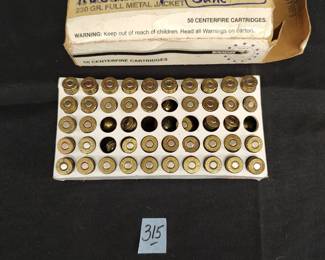 230 GR. FULL METAL JACKET
50 CENTERFIRE CARTRIDGES
WARNING: Keep out of reach of children. Read all Warnings on carton.
50 CENTERFIRE CARTRIDGES
315